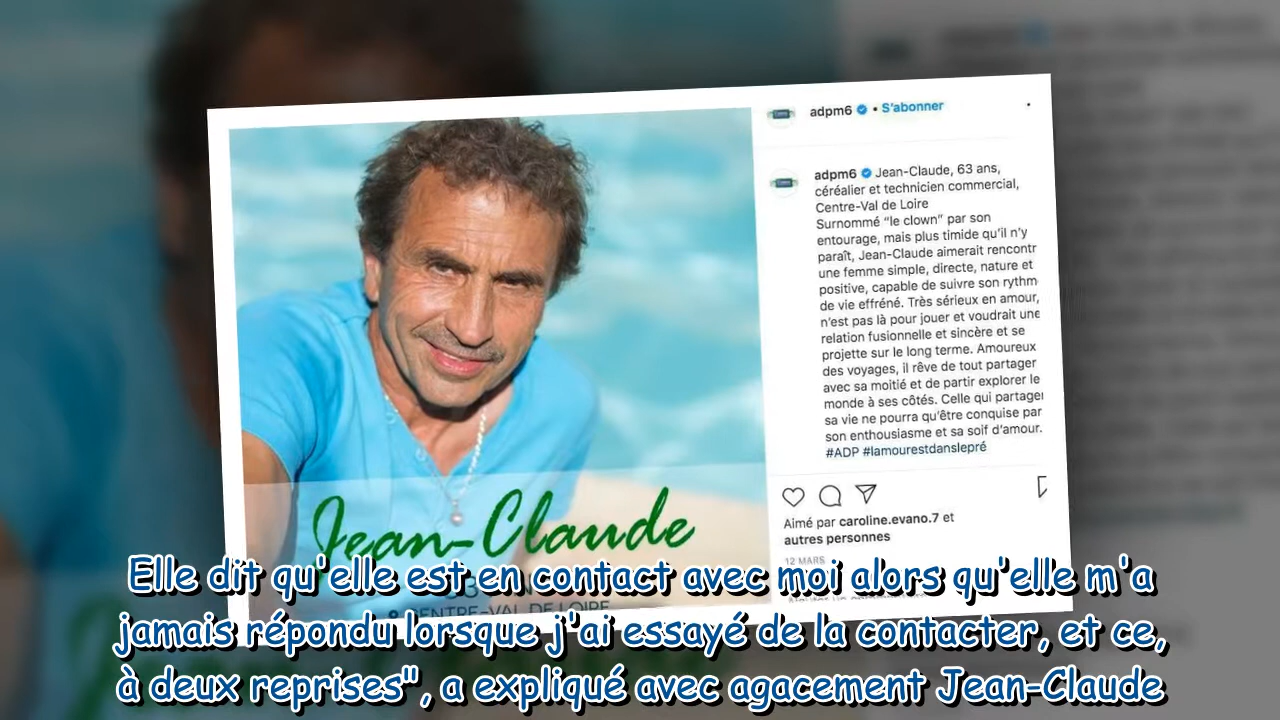 adpm6 • S'abonner
adpm6 Jean-Claude, 63 ans,
céréalier et technicien commercial,
Centre-Val de Loire
Surnommé “le clown” par son
entourage, mais plus timide qu'il n'y
paraît, Jean-Claude aimerait rencontr
une femme simple, directe, nature et
positive, capable de suivre son rythm
de vie effréné. Très sérieux en amour,
n'est pas là pour jouer et voudrait une
relation fusionnelle et sincère et se
projette sur le long terme. Amoureux
des voyages, il rêve de tout partager
avec sa moitié et de partir explorer le
monde à ses côtés. Celle qui partager
sa vie ne pourra qu'être conquise par
son enthousiasme et sa soif d'amour.
#ADP #lamourestdanslepré
Aimé par caroline.evano.7 et
autres personnes
12 MARS
Jean-Claude
CENTRE-VAL DE LOIRE
Elle dit qu'elle est en contact avec moi alors qu'elle m'a
jamais répondu lorsque j'ai essayé de la contacter, et ce,
à deux reprises", a expliqué avec agacement Jean-Claude